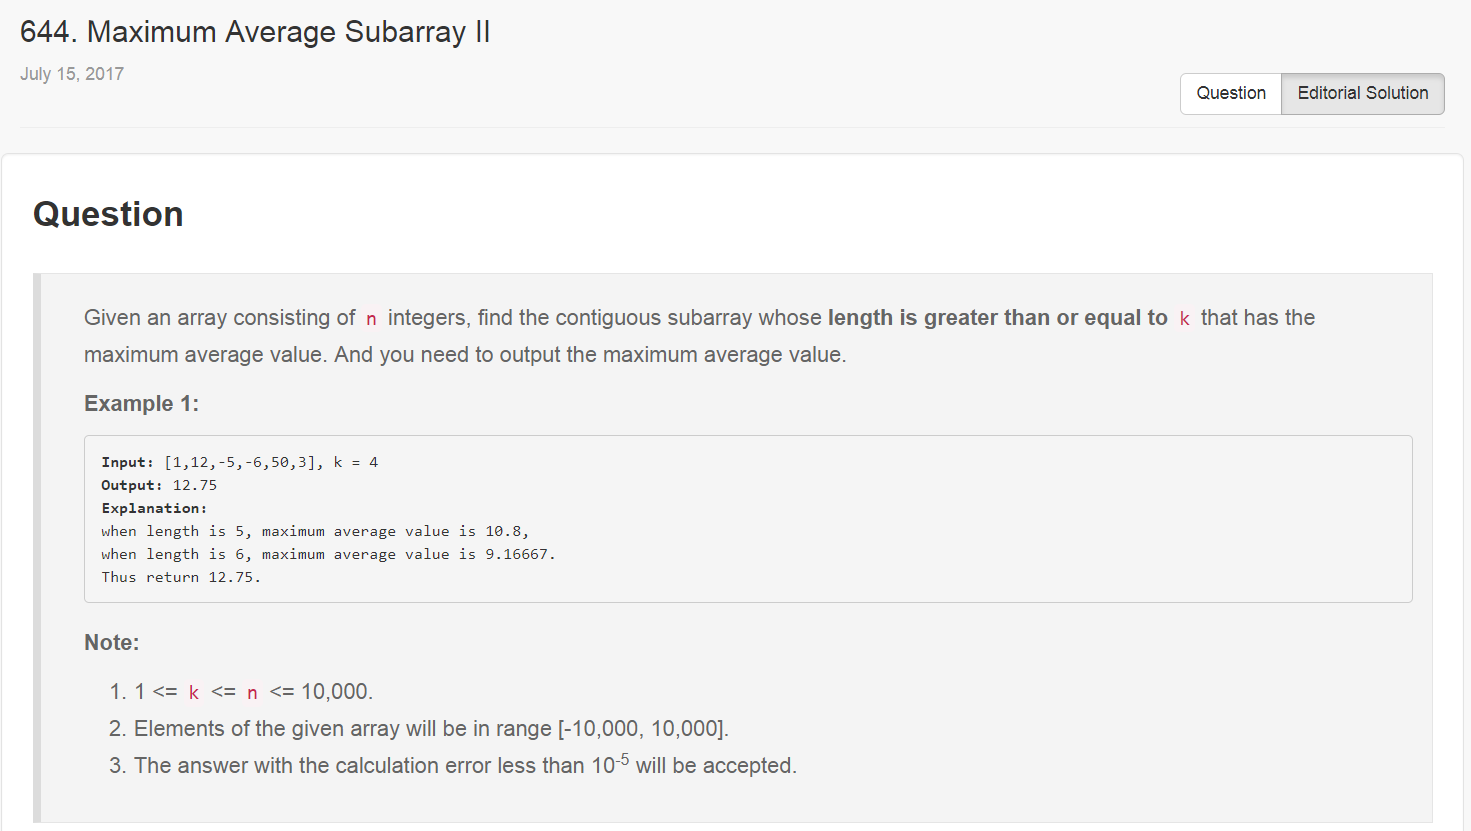 644. Maximum Average Subarray II
July 15, 2017
Question Editorial Solution
Question
Given an array consisting of n integers, find the contiguous subarray whose length is greater than or equal to k that has the
maximum average value. And you need to output the maximum average value.
Example 1:
Input: [1,12,-5,-6,50,3], k = 4
Output: 12.75
Explanation:
when length is 5, maximum average value is 10.8,
when length is 6, maximum average value is 9.16667.
Thus return 12.75.
Note:
1. 1 <= k <= n <= 10,000.
2. Elements of the given array will be in range [-10,000, 10,000].
3. The answer with the calculation error less than 10-5 will be accepted.